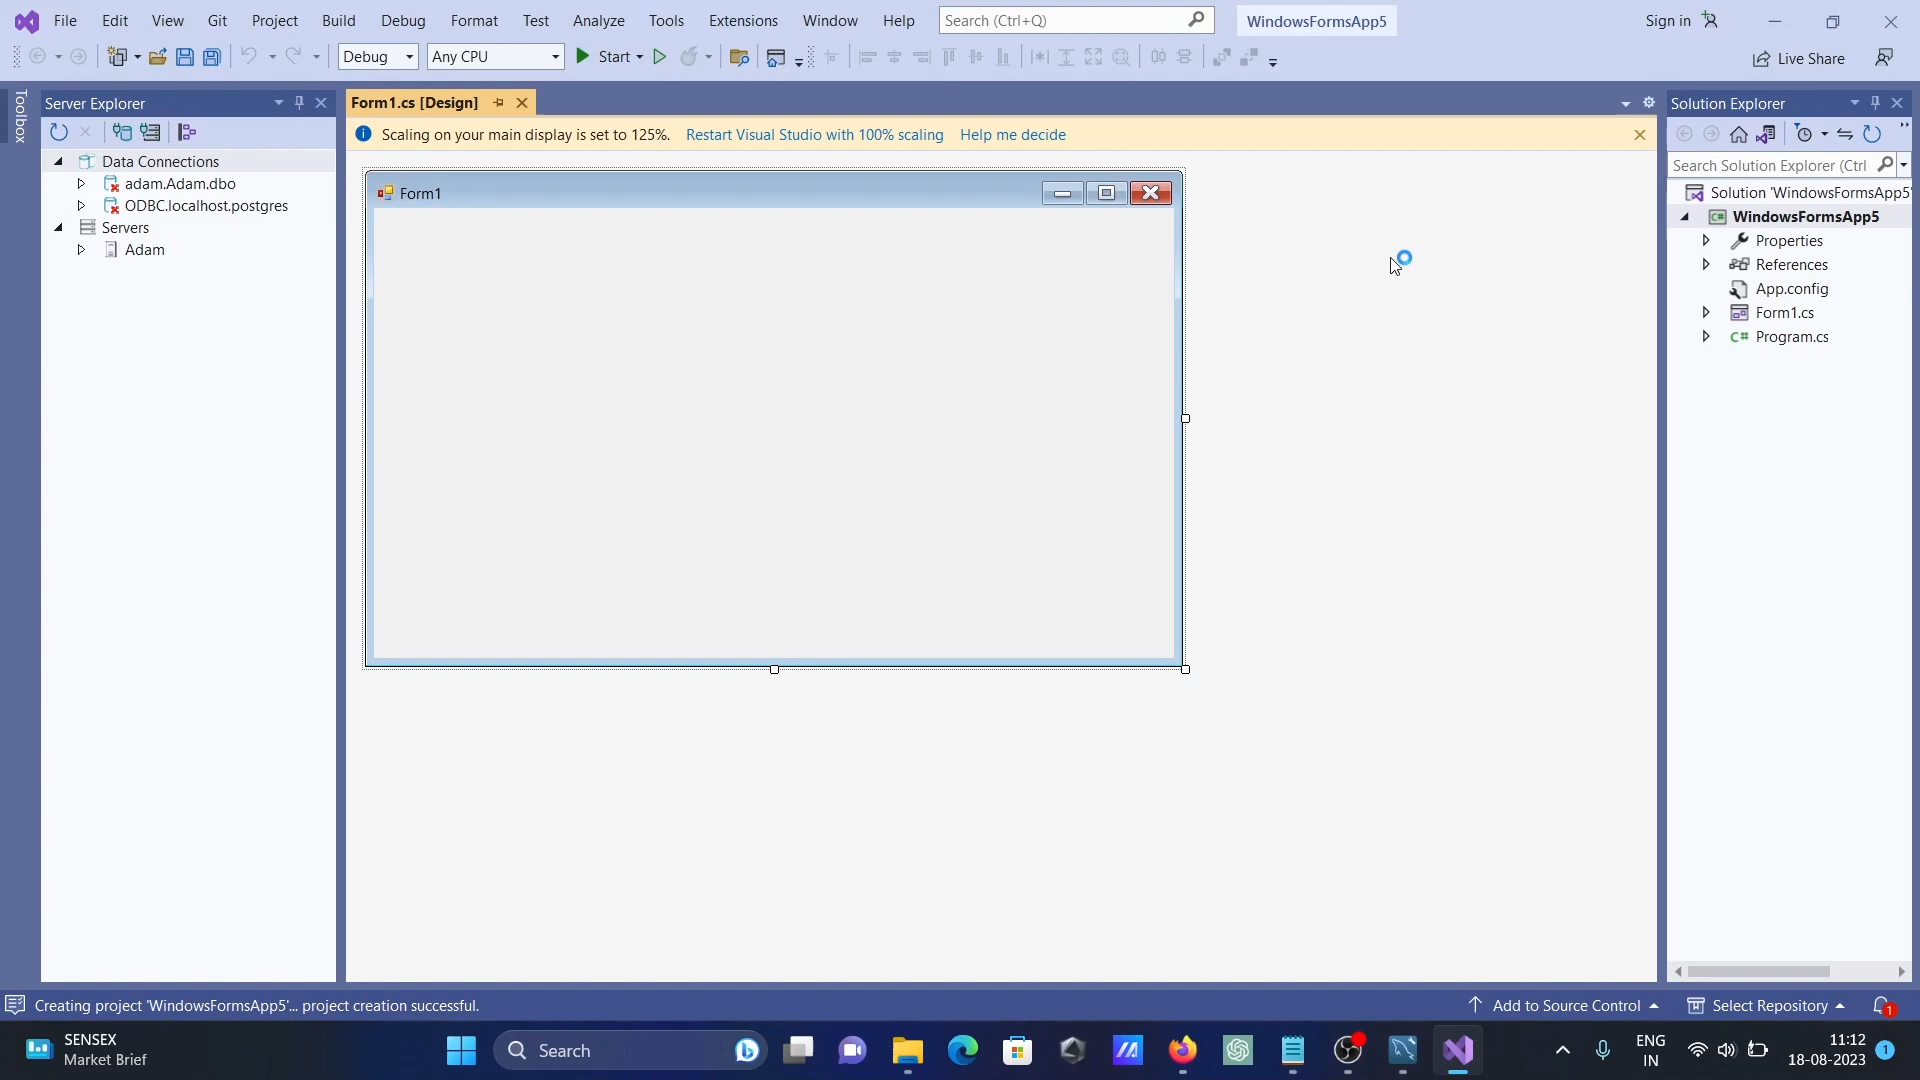 File Edit View Git Project Build Debug Format Test Analyze Tools Extensions Window Help Search (Ctrl+Q) WindowsFormsApp5 Sign in
Debug Any CPU Start Live Share
Toolbox
Server Explorer
Data Connections
adam.Adam.dbo
ODBC.localhost.postgres
Servers
Adam
Form1.cs [Design]
Scaling on your main display is set to 125%. Restart Visual Studio with 100% scaling Help me decide
Form1
Solution Explorer
Search Solution Explorer (Ctrl
Solution 'WindowsFormsApp5'
C# WindowsFormsApp5
Properties
References
App.config
Form1.cs
C# Program.cs
Creating project 'WindowsFormsApp5'... project creation successful. Add to Source Control Select Repository 1
SENSEX
Market Brief
Search
ENG
IN
11:12
18-08-2023
1